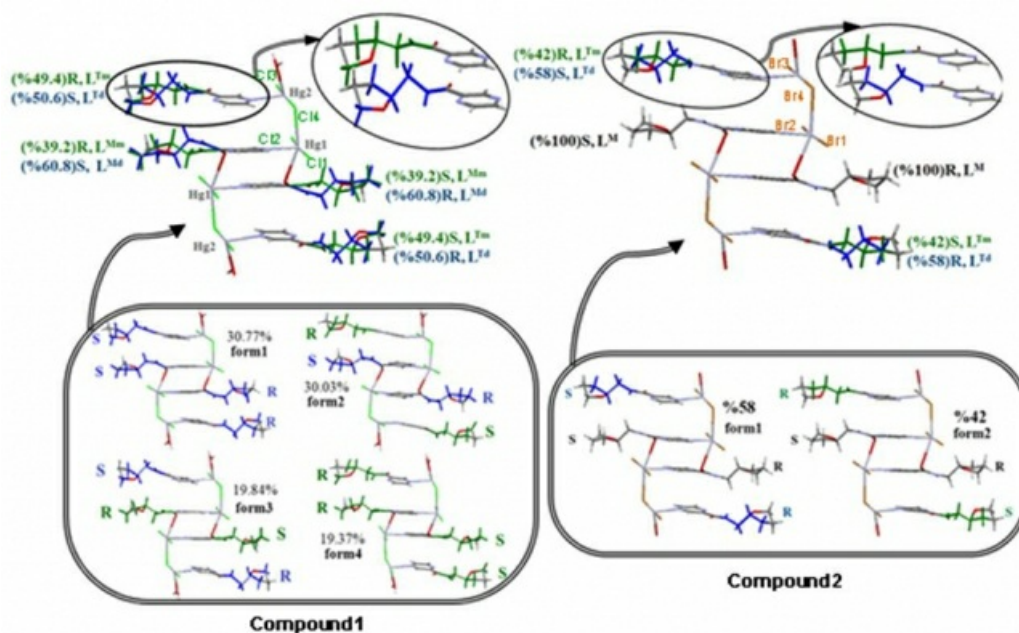 (%49.4)R, L^Tm
(%50.6)S, L^Td
Cl3
Hg2
Cl4
(%39.2)R, L^Mm
(%60.8)S, L^Md
Cl2
Hg1
Cl1
(%39.2)S, L^Mm
(%60.8)R, L^Md
Hg1
Hg2
(%49.4)S, L^Tm
(%50.6)R, L^Td
S
30.77%
form1
S
R
R
R
S
30.03%
form2
R
S
S
19.84%
form3
R
S
R
R
R
19.37%
form4
S
S
Compound1
(%42)R, L^Tm
(%58)S, L^Td
Br3
Br4
Br2
Br1
(%100)S, L^M
(%100)R, L^M
(%42)S, L^Tm
(%58)R, L^Td
S
%58
form1
S
R
R
R
%42
form2
S
R
S
Compound2